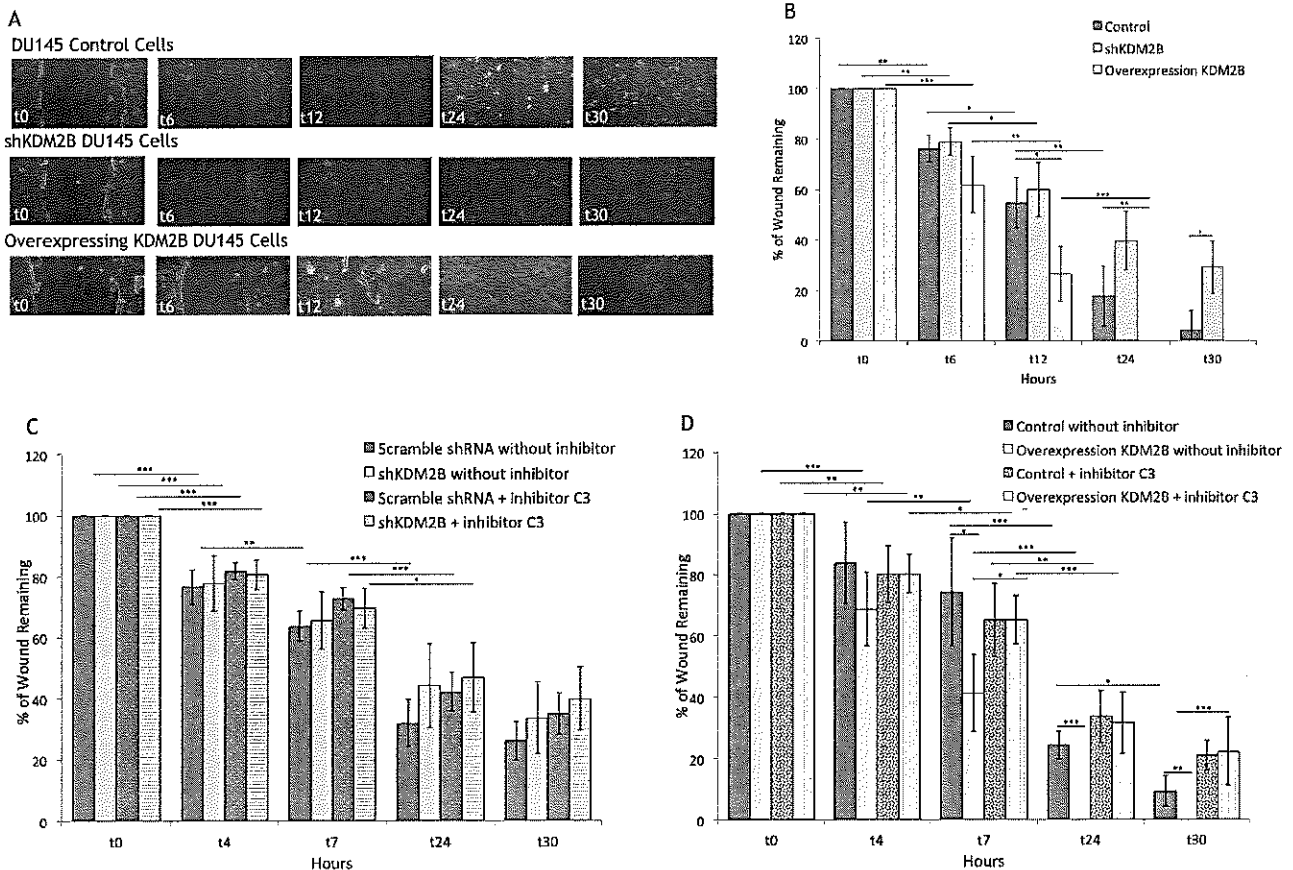 A
DU145 Control Cells
t0
t6
t12
t24
t30
shKDM2B DU145 Cells
t0
t6
t12
t24
t30
Overexpressing KDM2B DU145 Cells
t0
t6
t12
t24
t30
B
Control
shKDM2B
Overexpression KDM2B
% of Wound Remaining
120
100
80
60
40
20
0
t0
t6
t12
t24
t30
Hours
C
Scramble shRNA without inhibitor
shKDM2B without inhibitor
Scramble shRNA + inhibitor C3
shKDM2B + inhibitor C3
% of Wound Remaining
120
100
80
60
40
20
0
t0
t4
t7
t24
t30
Hours
D
Control without inhibitor
Overexpression KDM2B without inhibitor
Control + inhibitor C3
Overexpression KDM2B + inhibitor C3
% of Wound Remaining
120
100
80
60
40
20
0
t0
t4
t7
t24
t30
Hours